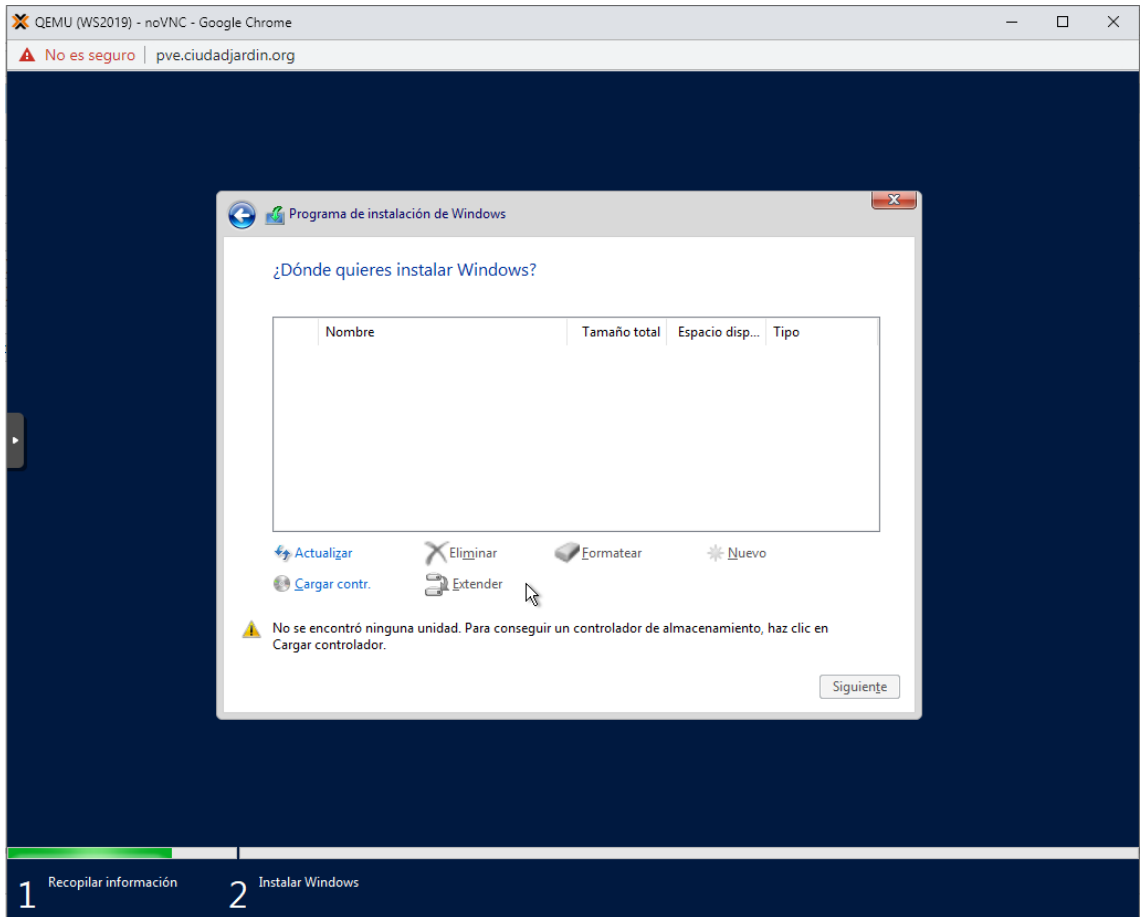 QEMU (WS2019) - noVNC - Google Chrome
No es seguro | pve.ciudadjardin.org
Programa de instalación de Windows
¿Dónde quieres instalar Windows?
Nombre Tamaño total Espacio disp... Tipo
Actualizar Eliminar Formatear Nuevo
Cargar contr. Extender
No se encontró ninguna unidad. Para conseguir un controlador de almacenamiento, haz clic en
Cargar controlador.
Siguiente
1 Recopilar información 2 Instalar Windows